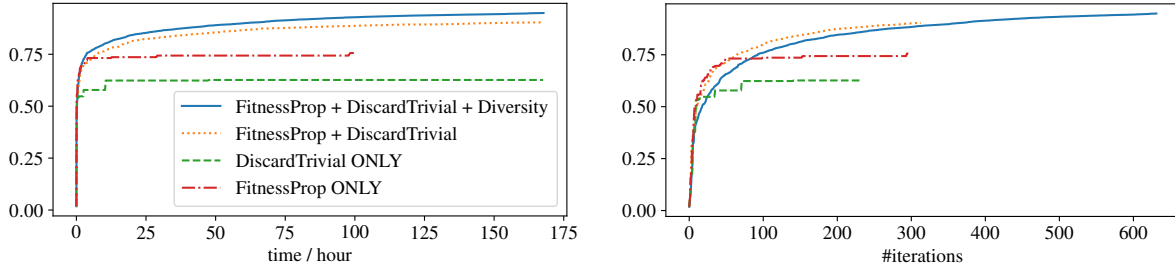 0.75
0.50
0.25
0.00
FitnessProp + DiscardTrivial + Diversity
FitnessProp + DiscardTrivial
DiscardTrivial ONLY
FitnessProp ONLY
0 25 50 75 100 125 150 175
time / hour
0.75
0.50
0.25
0.00
0 100 200 300 400 500 600
#iterations